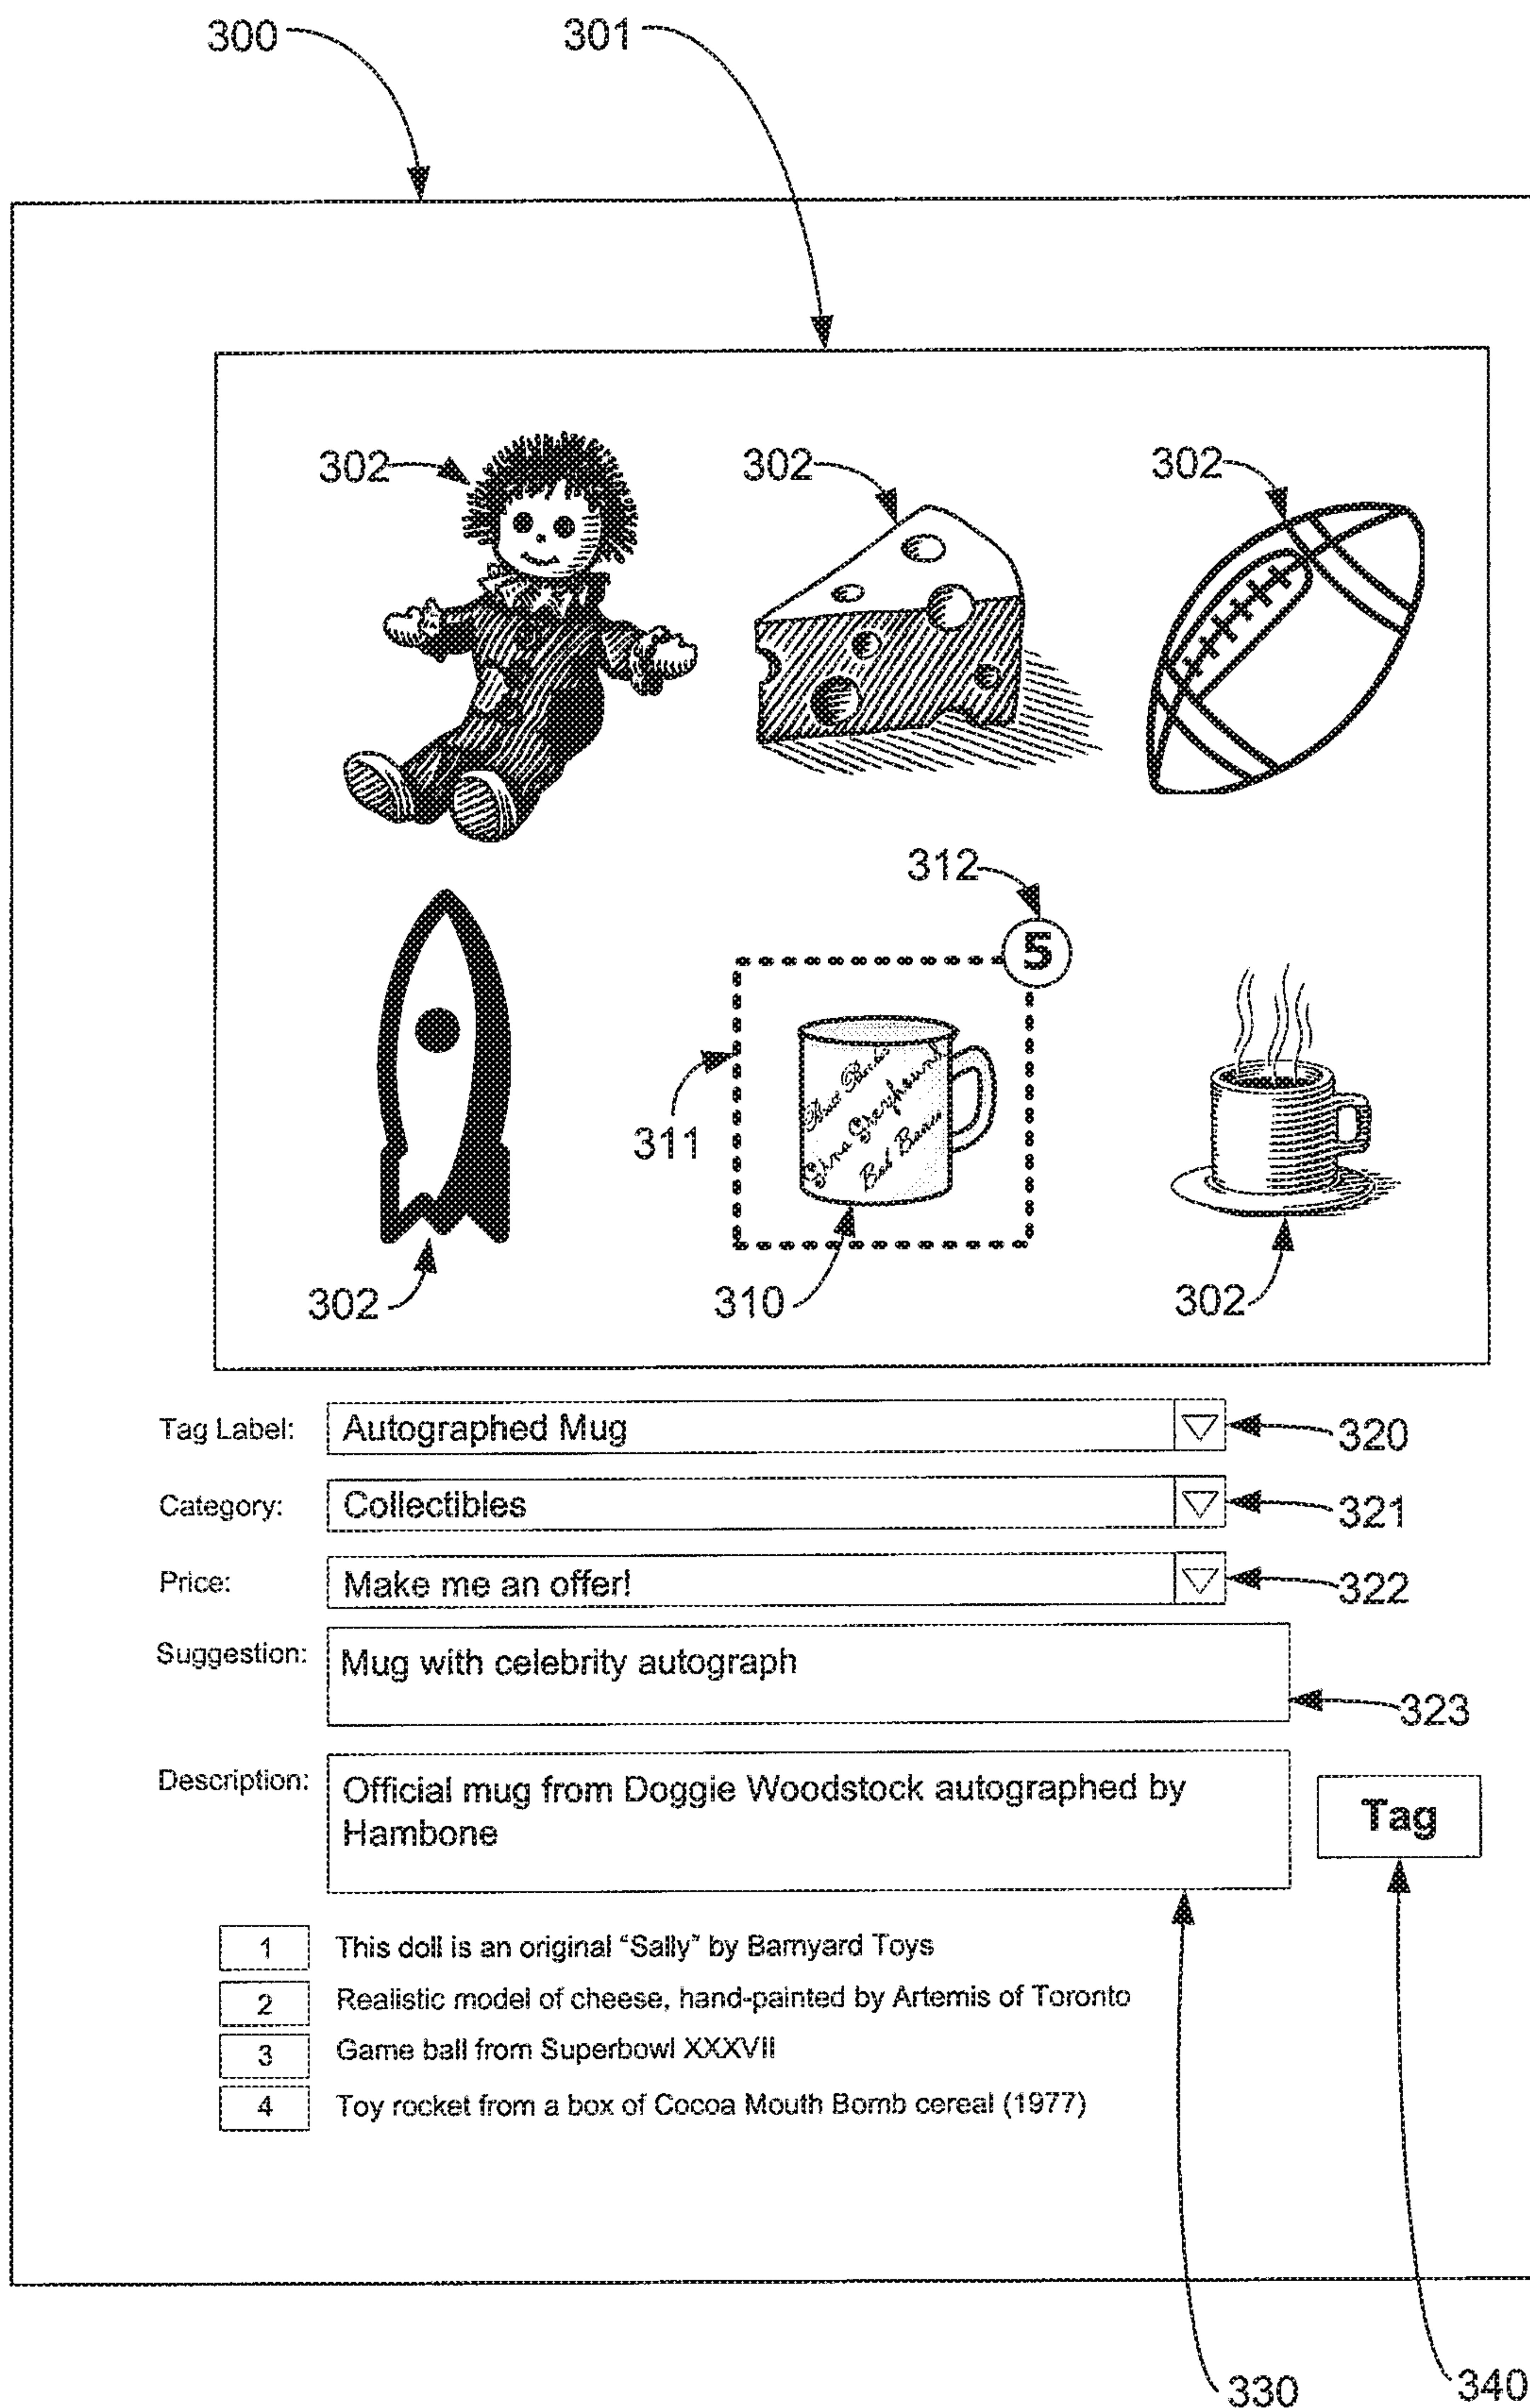 300
301
302
302
302
312
5
311
Gina Greyhound
310
302
302
Tag Label:
Autographed Mug
320
Category:
Collectibles
321
Price:
Make me an offer!
322
Suggestion:
Mug with celebrity autograph
323
Description:
Official mug from Doggie Woodstock autographed by
Hambone
Tag
1 This doll is an original “Sally” by Barnyard Toys
2 Realistic model of cheese, hand-painted by Artemis of Toronto
3 Game ball from Superbowl XXXVII
4 Toy rocket from a box of Cocoa Mouth Bomb cereal (1977)
330
340